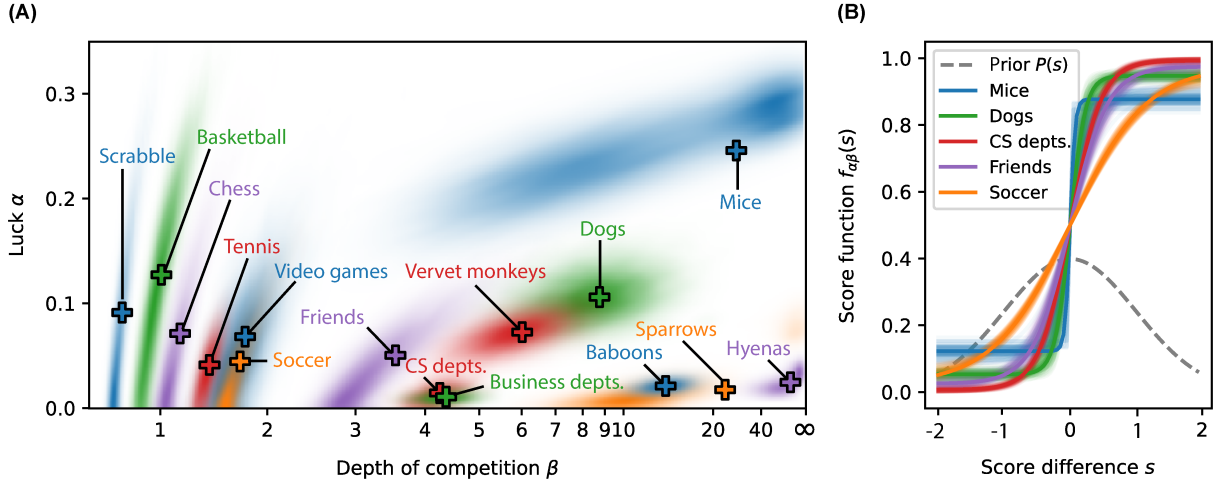 (A)
(B)
Luck α
0.3
0.2
0.1
0.0
Scrabble
Basketball
Chess
Tennis
Video games
Soccer
Friends
Vervet monkeys
Dogs
Mice
CS depts.
Business depts.
Baboons
Sparrows
Hyenas
1
2
3
4
5
6
7
8
9
10
20
40
∞
Depth of competition β
Score function fαβ(s)
1.0
0.8
0.6
0.4
0.2
0.0
Prior P(s)
Mice
Dogs
CS depts.
Friends
Soccer
-2
-1
0
1
2
Score difference s